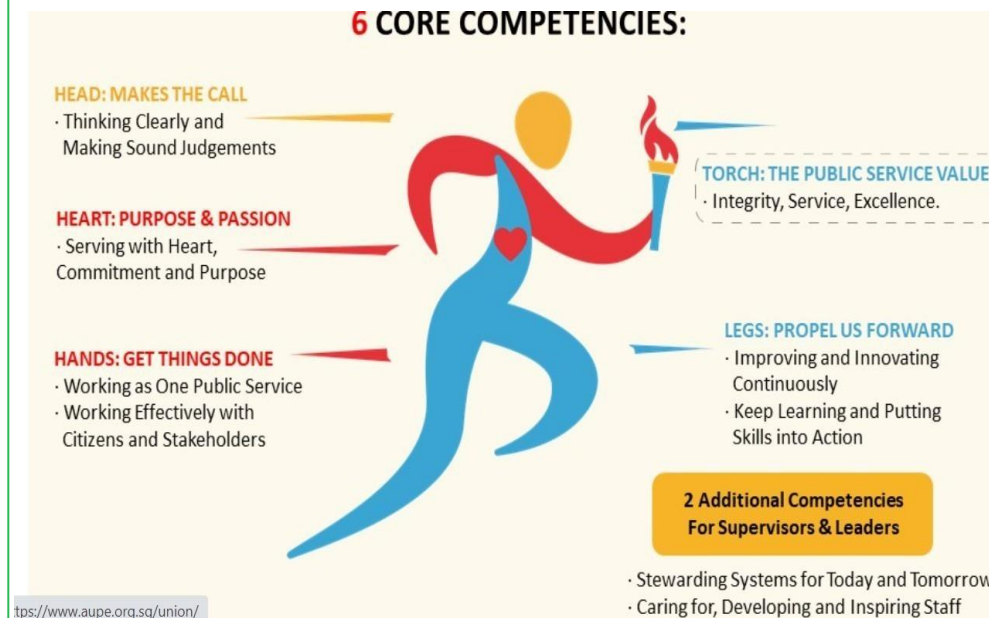 6 CORE COMPETENCIES:
HEAD: MAKES THE CALL
· Thinking Clearly and
Making Sound Judgements
HEART: PURPOSE & PASSION
· Serving with Heart,
Commitment and Purpose
HANDS: GET THINGS DONE
· Working as One Public Service
· Working Effectively with
Citizens and Stakeholders
TORCH: THE PUBLIC SERVICE VALUE
· Integrity, Service, Excellence.
LEGS: PROPEL US FORWARD
· Improving and Innovating
Continuously
· Keep Learning and Putting
Skills into Action
2 Additional Competencies
For Supervisors & Leaders
· Stewarding Systems for Today and Tomorrow
· Caring for, Developing and Inspiring Staff
tps://www.aupe.org.sg/union/